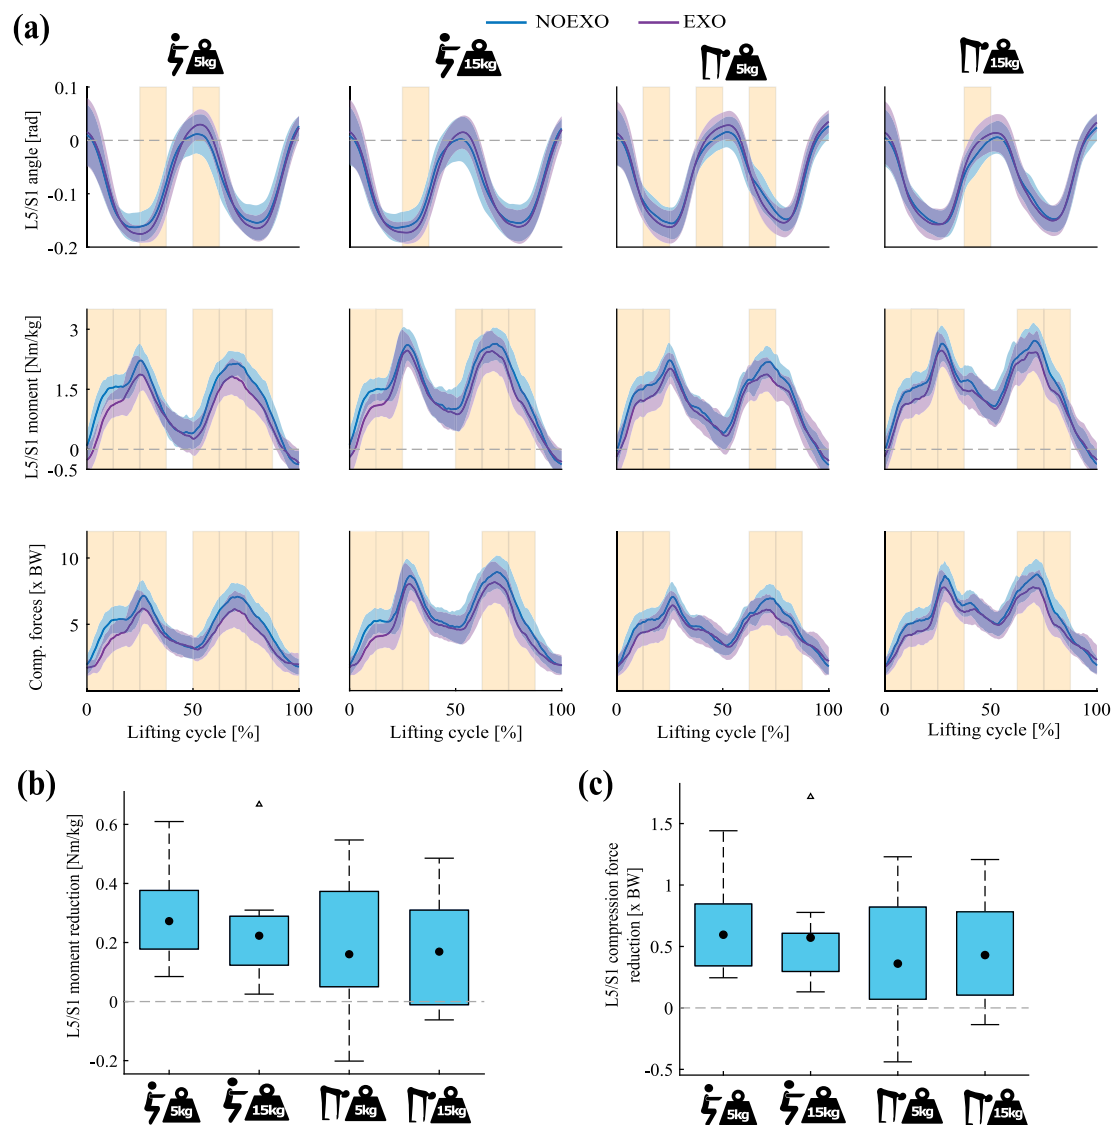 (a)
NOEXO EXO
5kg 15kg 5kg 15kg
L5/S1 angle [rad]
0.1
0
-0.1
-0.2
L5/S1 moment [Nm/kg]
3
1.5
0
-0.5
Comp. forces [x BW]
10
5
0 50 100 0 50 100 0 50 100 0 50 100
Lifting cycle [%] Lifting cycle [%] Lifting cycle [%] Lifting cycle [%]
(b)
L5/S1 moment reduction [Nm/kg]
0.6
0.4
0.2
0
-0.2
5kg 15kg 5kg 15kg
(c)
L5/S1 compression force
reduction [x BW]
1.5
1
0.5
0
-0.5
5kg 15kg 5kg 15kg